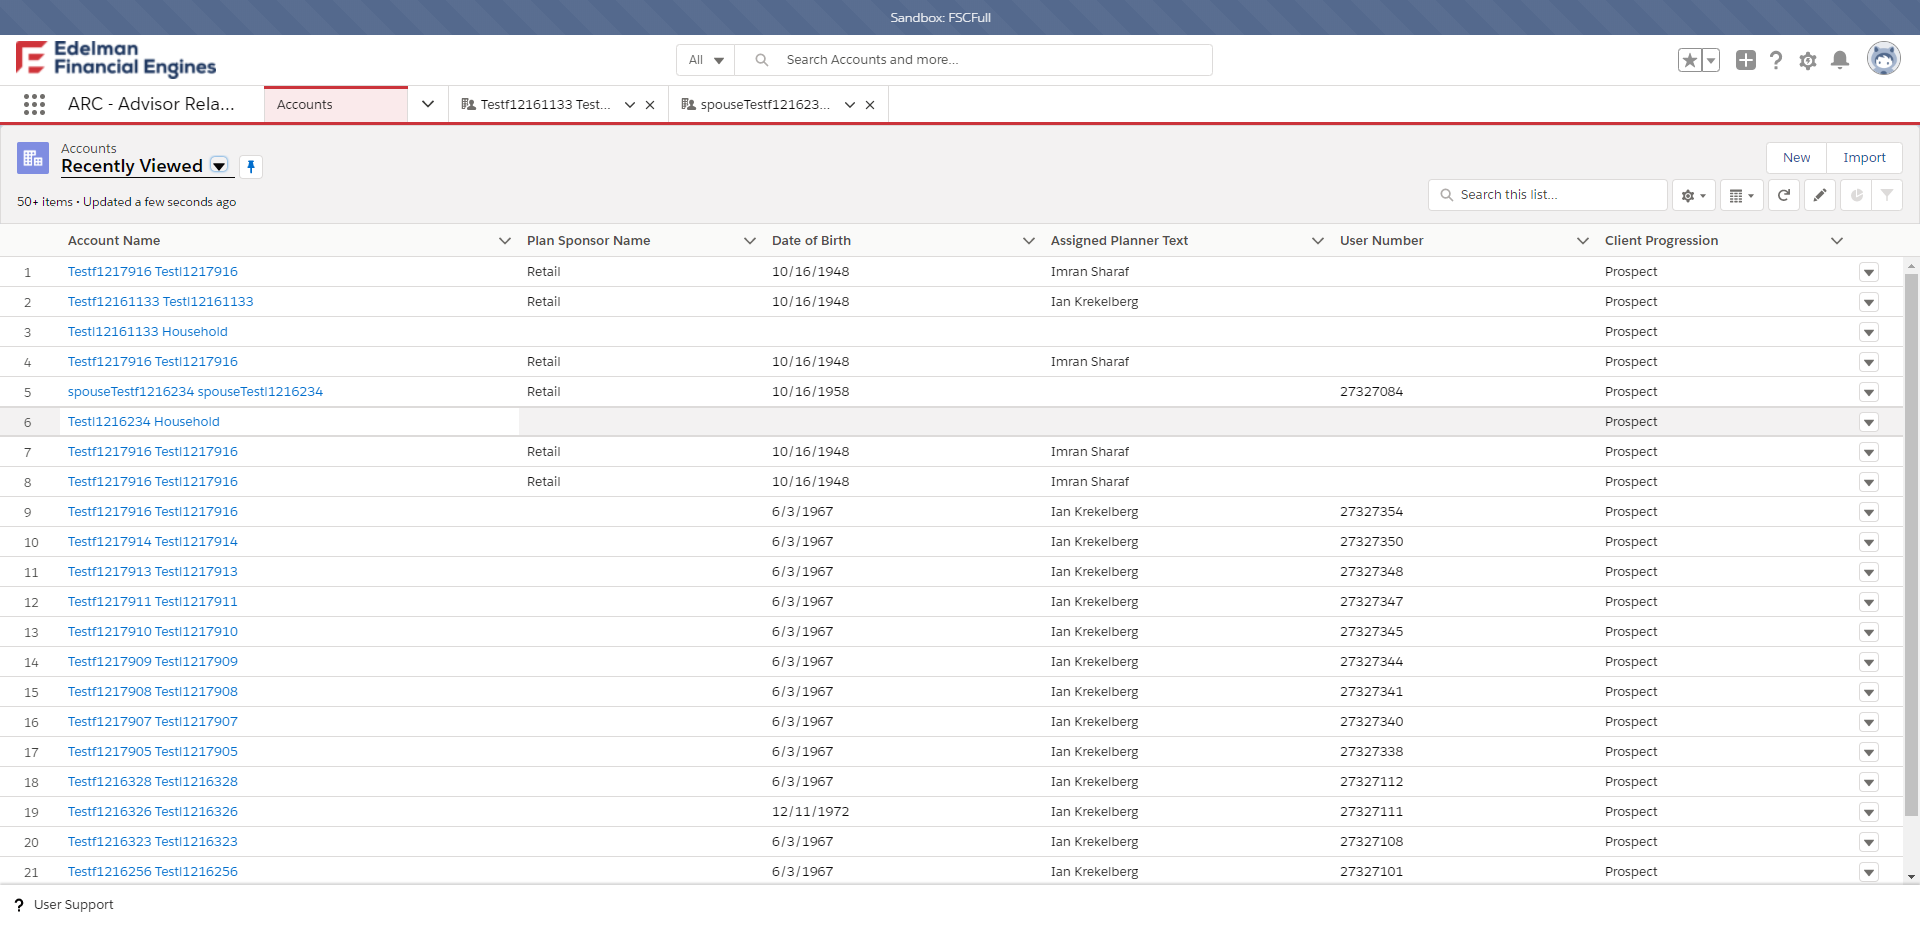 Sandbox: FSCFull
Edelman
Financial Engines
All
Search Accounts and more...
ARC - Advisor Rela...
Accounts
Testf12161133 Test...
spouseTestf121623...
Accounts
Recently Viewed
New
Import
50+ items • Updated a few seconds ago
Search this list...
Account Name Plan Sponsor Name Date of Birth Assigned Planner Text User Number Client Progression
1 Testf1217916 Testl1217916 Retail 10/16/1948 Imran Sharaf Prospect
2 Testf12161133 Testl12161133 Retail 10/16/1948 Ian Krekelberg Prospect
3 Testl12161133 Household Prospect
4 Testf1217916 Testl1217916 Retail 10/16/1948 Imran Sharaf Prospect
5 spouseTestf1216234 spouseTestl1216234 Retail 10/16/1958 27327084 Prospect
6 Testl1216234 Household Prospect
7 Testf1217916 Testl1217916 Retail 10/16/1948 Imran Sharaf Prospect
8 Testf1217916 Testl1217916 Retail 10/16/1948 Imran Sharaf Prospect
9 Testf1217916 Testl1217916 6/3/1967 Ian Krekelberg 27327354 Prospect
10 Testf1217914 Testl1217914 6/3/1967 Ian Krekelberg 27327350 Prospect
11 Testf1217913 Testl1217913 6/3/1967 Ian Krekelberg 27327348 Prospect
12 Testf1217911 Testl1217911 6/3/1967 Ian Krekelberg 27327347 Prospect
13 Testf1217910 Testl1217910 6/3/1967 Ian Krekelberg 27327345 Prospect
14 Testf1217909 Testl1217909 6/3/1967 Ian Krekelberg 27327344 Prospect
15 Testf1217908 Testl1217908 6/3/1967 Ian Krekelberg 27327341 Prospect
16 Testf1217907 Testl1217907 6/3/1967 Ian Krekelberg 27327340 Prospect
17 Testf1217905 Testl1217905 6/3/1967 Ian Krekelberg 27327338 Prospect
18 Testf1216328 Testl1216328 6/3/1967 Ian Krekelberg 27327112 Prospect
19 Testf1216326 Testl1216326 12/11/1972 Ian Krekelberg 27327111 Prospect
20 Testf1216323 Testl1216323 6/3/1967 Ian Krekelberg 27327108 Prospect
21 Testf1216256 Testl1216256 6/3/1967 Ian Krekelberg 27327101 Prospect
? User Support